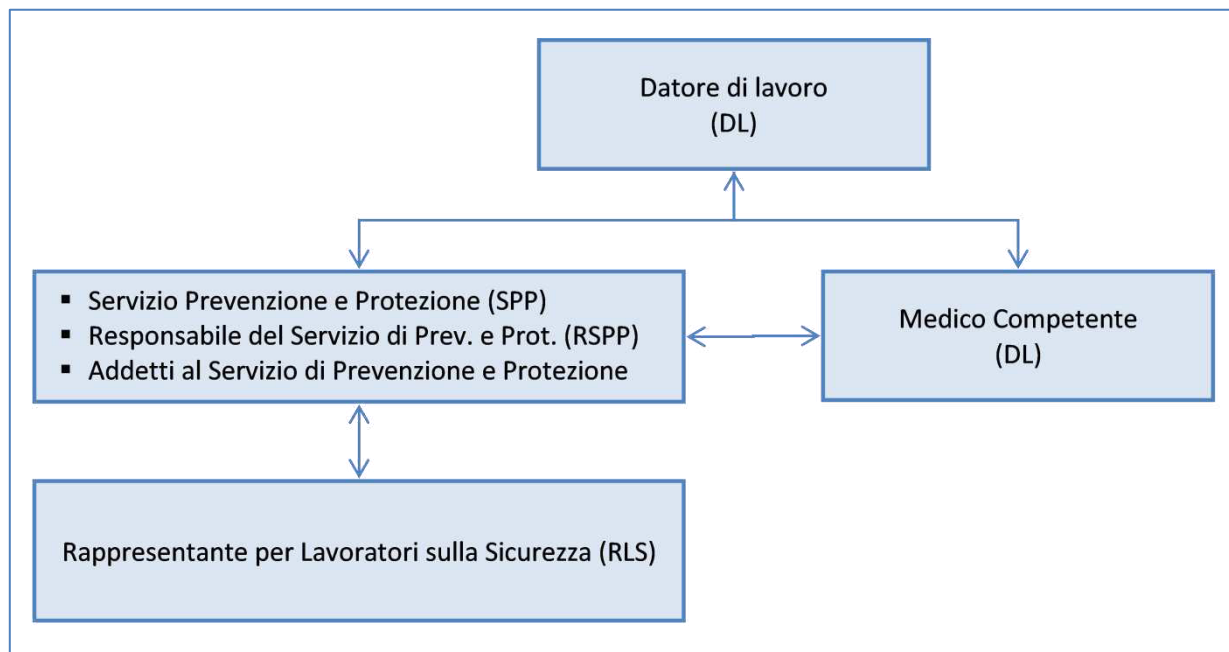 Datore di lavoro
(DL)
▪ Servizio Prevenzione e Protezione (SPP)
▪ Responsabile del Servizio di Prev. e Prot. (RSPP)
▪ Addetti al Servizio di Prevenzione e Protezione
Medico Competente
(DL)
Rappresentante per Lavoratori sulla Sicurezza (RLS)